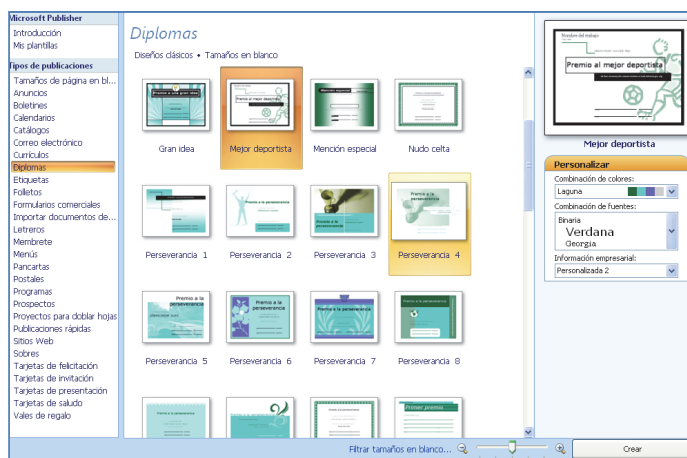 Microsoft Publisher
Introducción
Mis plantillas
Tipos de publicaciones
Tamaños de página en bl...
Anuncios
Boletines
Calendarios
Catálogos
Correo electrónico
Currículos
Diplomas
Etiquetas
Folletos
Formularios comerciales
Importar documentos de...
Letreros
Membrete
Menús
Pancartas
Postales
Programas
Prospectos
Proyectos para doblar hojas
Publicaciones rápidas
Sitios Web
Sobres
Tarjetas de felicitación
Tarjetas de invitación
Tarjetas de presentación
Tarjetas de saludo
Vales de regalo
Diplomas
Diseños clásicos • Tamaños en blanco
Premio a una gran idea
Premio al mejor deportista
Mención especial
Gran idea
Mejor deportista
Mención especial
Nudo celta
Premio a la perseverancia
Premio a la perseverancia
Premio a la perseverancia
Perseverancia 1
Perseverancia 2
Perseverancia 3
Perseverancia 4
Premio a la perseverancia
Premio a la perseverancia
Premio a la perseverancia
Premio a la perseverancia
Perseverancia 5
Perseverancia 6
Perseverancia 7
Perseverancia 8
Primer premio
Filtrar tamaños en blanco...
Nombre del trabajo
Premio al mejor deportista
Mejor deportista
Personalizar
Combinación de colores:
Laguna
Combinación de fuentes:
Binaria
Verdana
Georgia
Información empresarial:
Personalizada 2
Crear